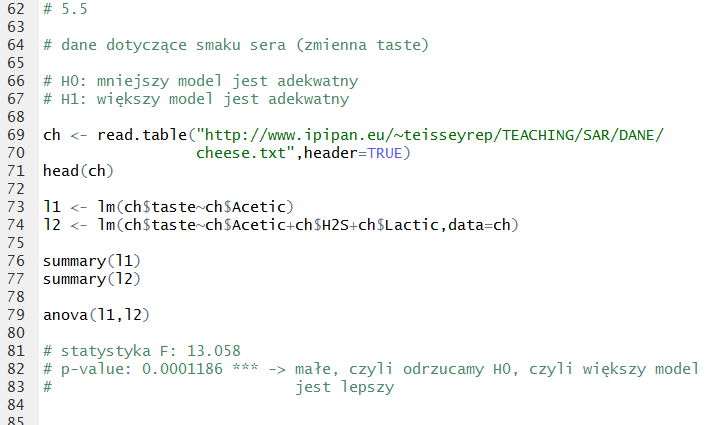 62 # 5.5
63
64 # dane dotyczące smaku sera (zmienna taste)
65
66 # H0: mniejszy model jest adekwatny
67 # H1: większy model jest adekwatny
68
69 ch <- read.table("http://www.ipipan.eu/~teisseyrep/TEACHING/SAR/DANE/
70                  cheese.txt",header=TRUE)
71 head(ch)
72
73 l1 <- lm(ch$taste~ch$Acetic)
74 l2 <- lm(ch$taste~ch$Acetic+ch$H2S+ch$Lactic,data=ch)
75
76 summary(l1)
77 summary(l2)
78
79 anova(l1,l2)
80
81 # statystyka F: 13.058
82 # p-value: 0.0001186 *** -> małe, czyli odrzucamy H0, czyli większy model
83 #                           jest lepszy
84
85